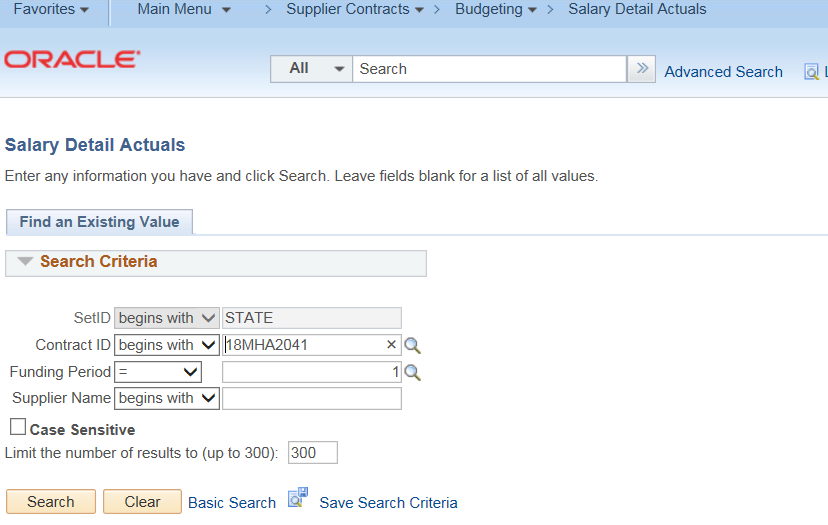 Favorites Main Menu > Supplier Contracts > Budgeting > Salary Detail Actuals
ORACLE
All Search » Advanced Search
Salary Detail Actuals
Enter any information you have and click Search. Leave fields blank for a list of all values.
Find an Existing Value
Search Criteria
SetID begins with STATE
Contract ID begins with 18MHA2041 ×
Funding Period = 1
Supplier Name begins with
Case Sensitive
Limit the number of results to (up to 300): 300
Search Clear Basic Search Save Search Criteria